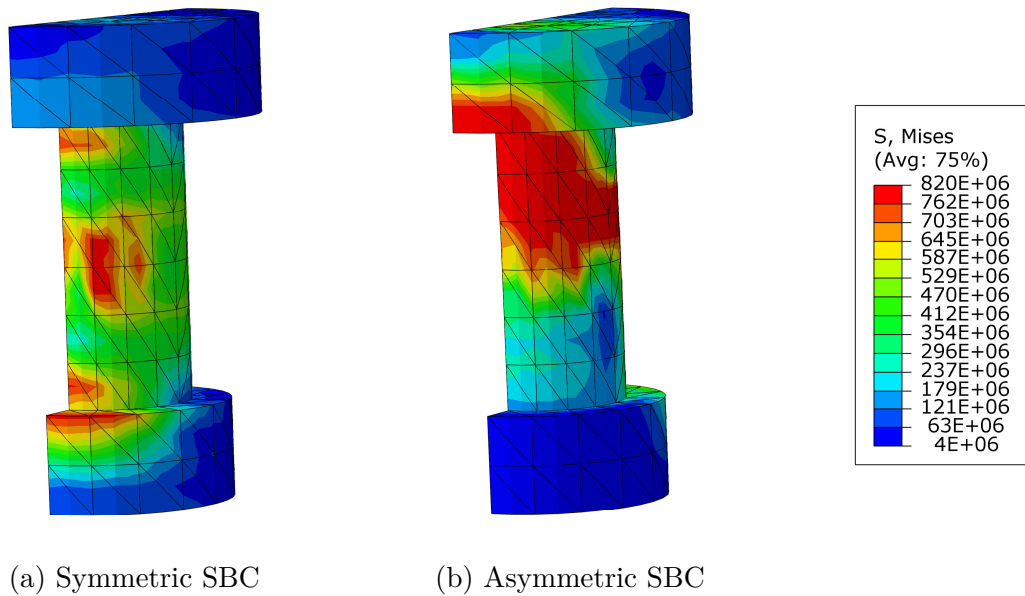 S, Mises
(Avg: 75%)
820E+06
762E+06
703E+06
645E+06
587E+06
529E+06
470E+06
412E+06
354E+06
296E+06
237E+06
179E+06
121E+06
63E+06
4E+06
(a) Symmetric SBC
(b) Asymmetric SBC